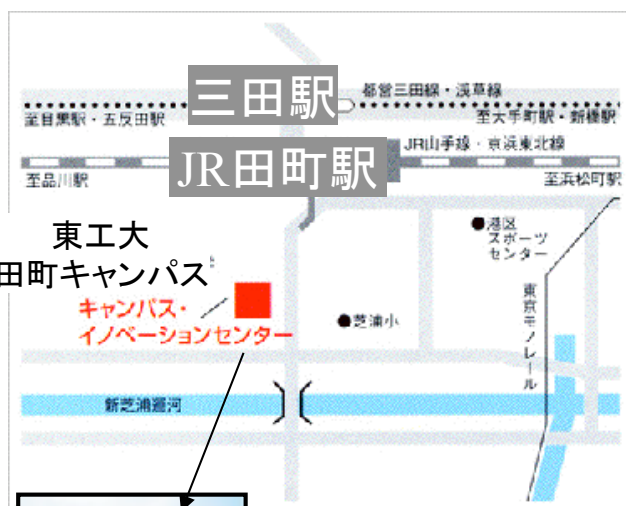 三田駅
都営三田線・浅草線
至目黒駅・五反田駅
至大手町駅・新橋駅
JR田町駅
JR山手線・京浜東北線
至品川駅
至浜松町駅
東工大
田町キャンパス
キャンパス・
イノベーションセンター
●港区
スポーツ
センター
●芝浦小
東京モノレール
新芝浦運河